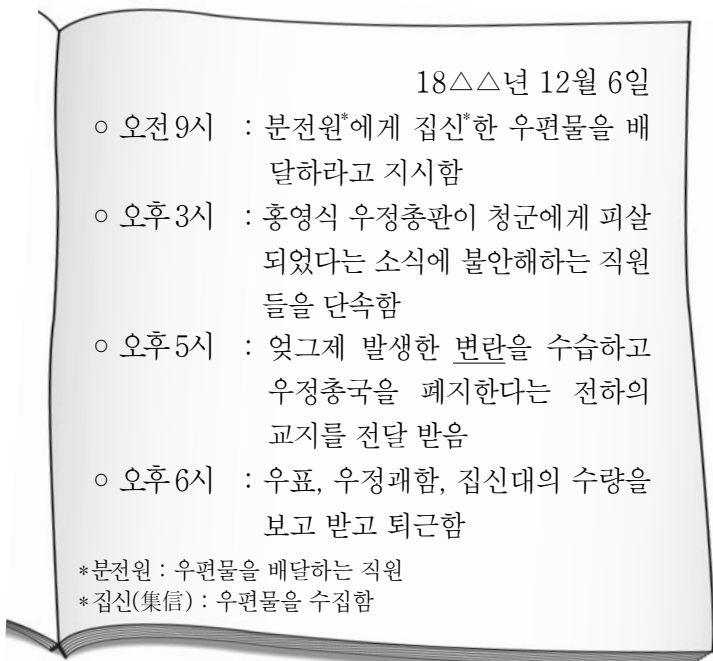 18△△년 12월 6일
○ 오전 9시 : 분전원*에게 집신*한 우편물을 배
달하라고 지시함
○ 오후 3시 : 홍영식 우정총판이 청군에게 피살
되었다는 소식에 불안해하는 직원
들을 단속함
○ 오후 5시 : 엊그제 발생한 변란을 수습하고
우정총국을 폐지한다는 전하의
교지를 전달 받음
○ 오후 6시 : 우표, 우정괘함, 집신대의 수량을
보고 받고 퇴근함
*분전원 : 우편물을 배달하는 직원
*집신(集信) : 우편물을 수집함